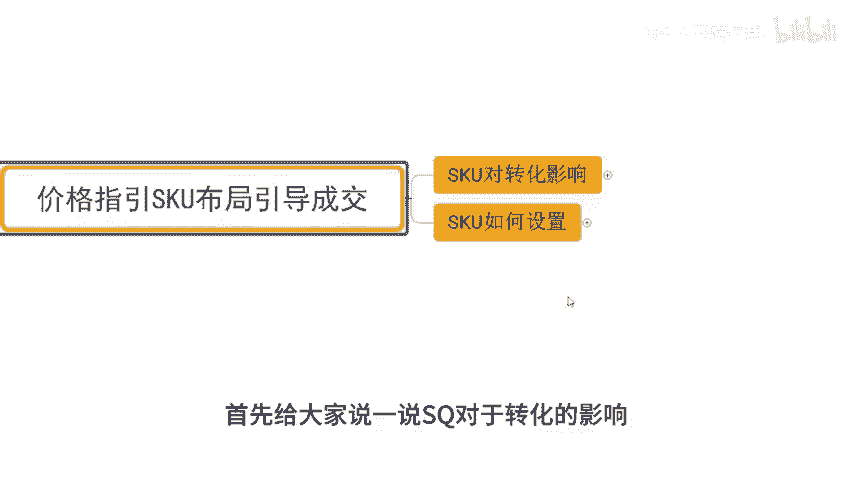 bilibili
价格指引SKU布局引导成交
SKU对转化影响
SKU如何设置
首先给大家说一说SQ对于转化的影响